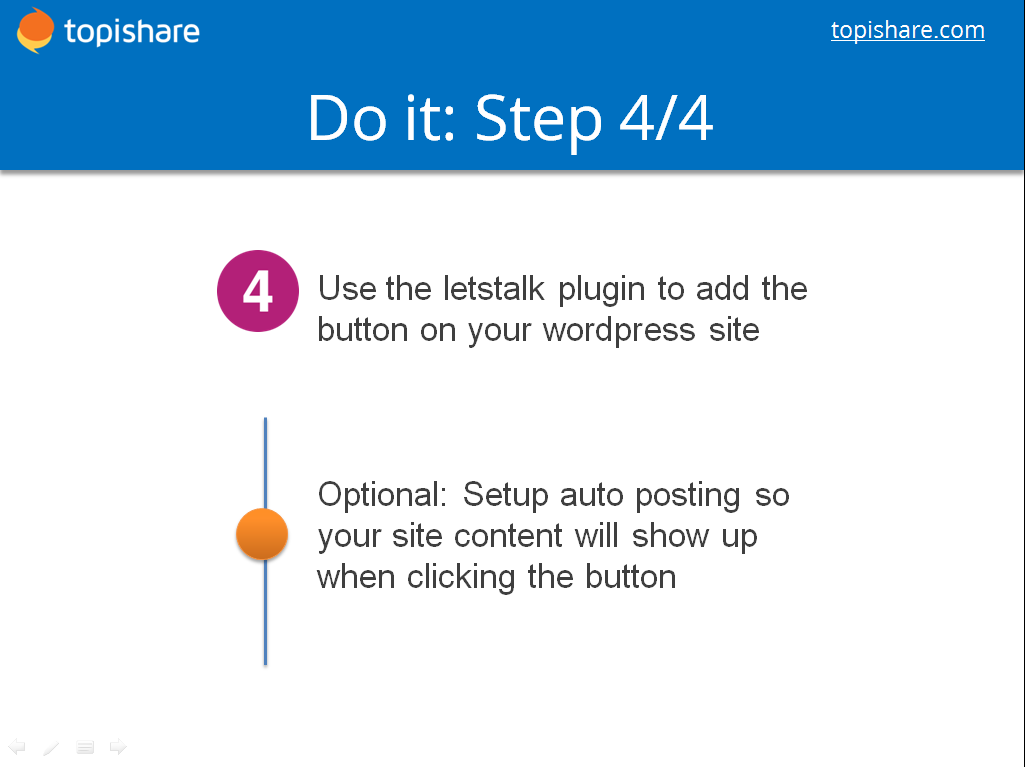 topishare
topishare.com
Do it: Step 4/4
4
Use the letstalk plugin to add the
button on your wordpress site
Optional: Setup auto posting so
your site content will show up
when clicking the button